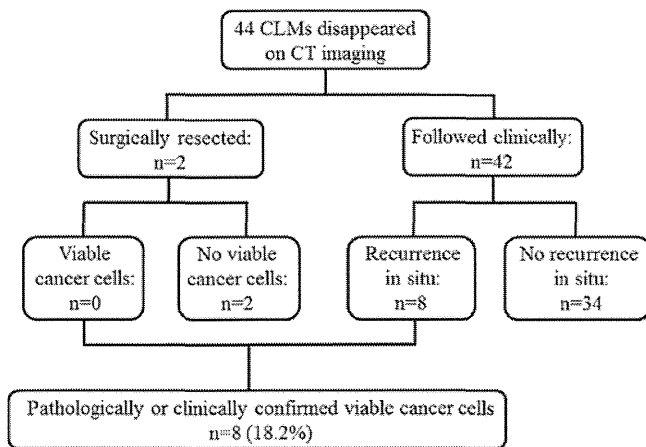 44 CLMs disappeared
on CT imaging
Surgically resected:
n=2
Followed clinically:
n=42
Viable
cancer cells:
n=0
No viable
cancer cells:
n=2
Recurrence
in situ:
n=8
No recurrence
in situ:
n=34
Pathologically or clinically confirmed viable cancer cells
n=8 (18.2%)